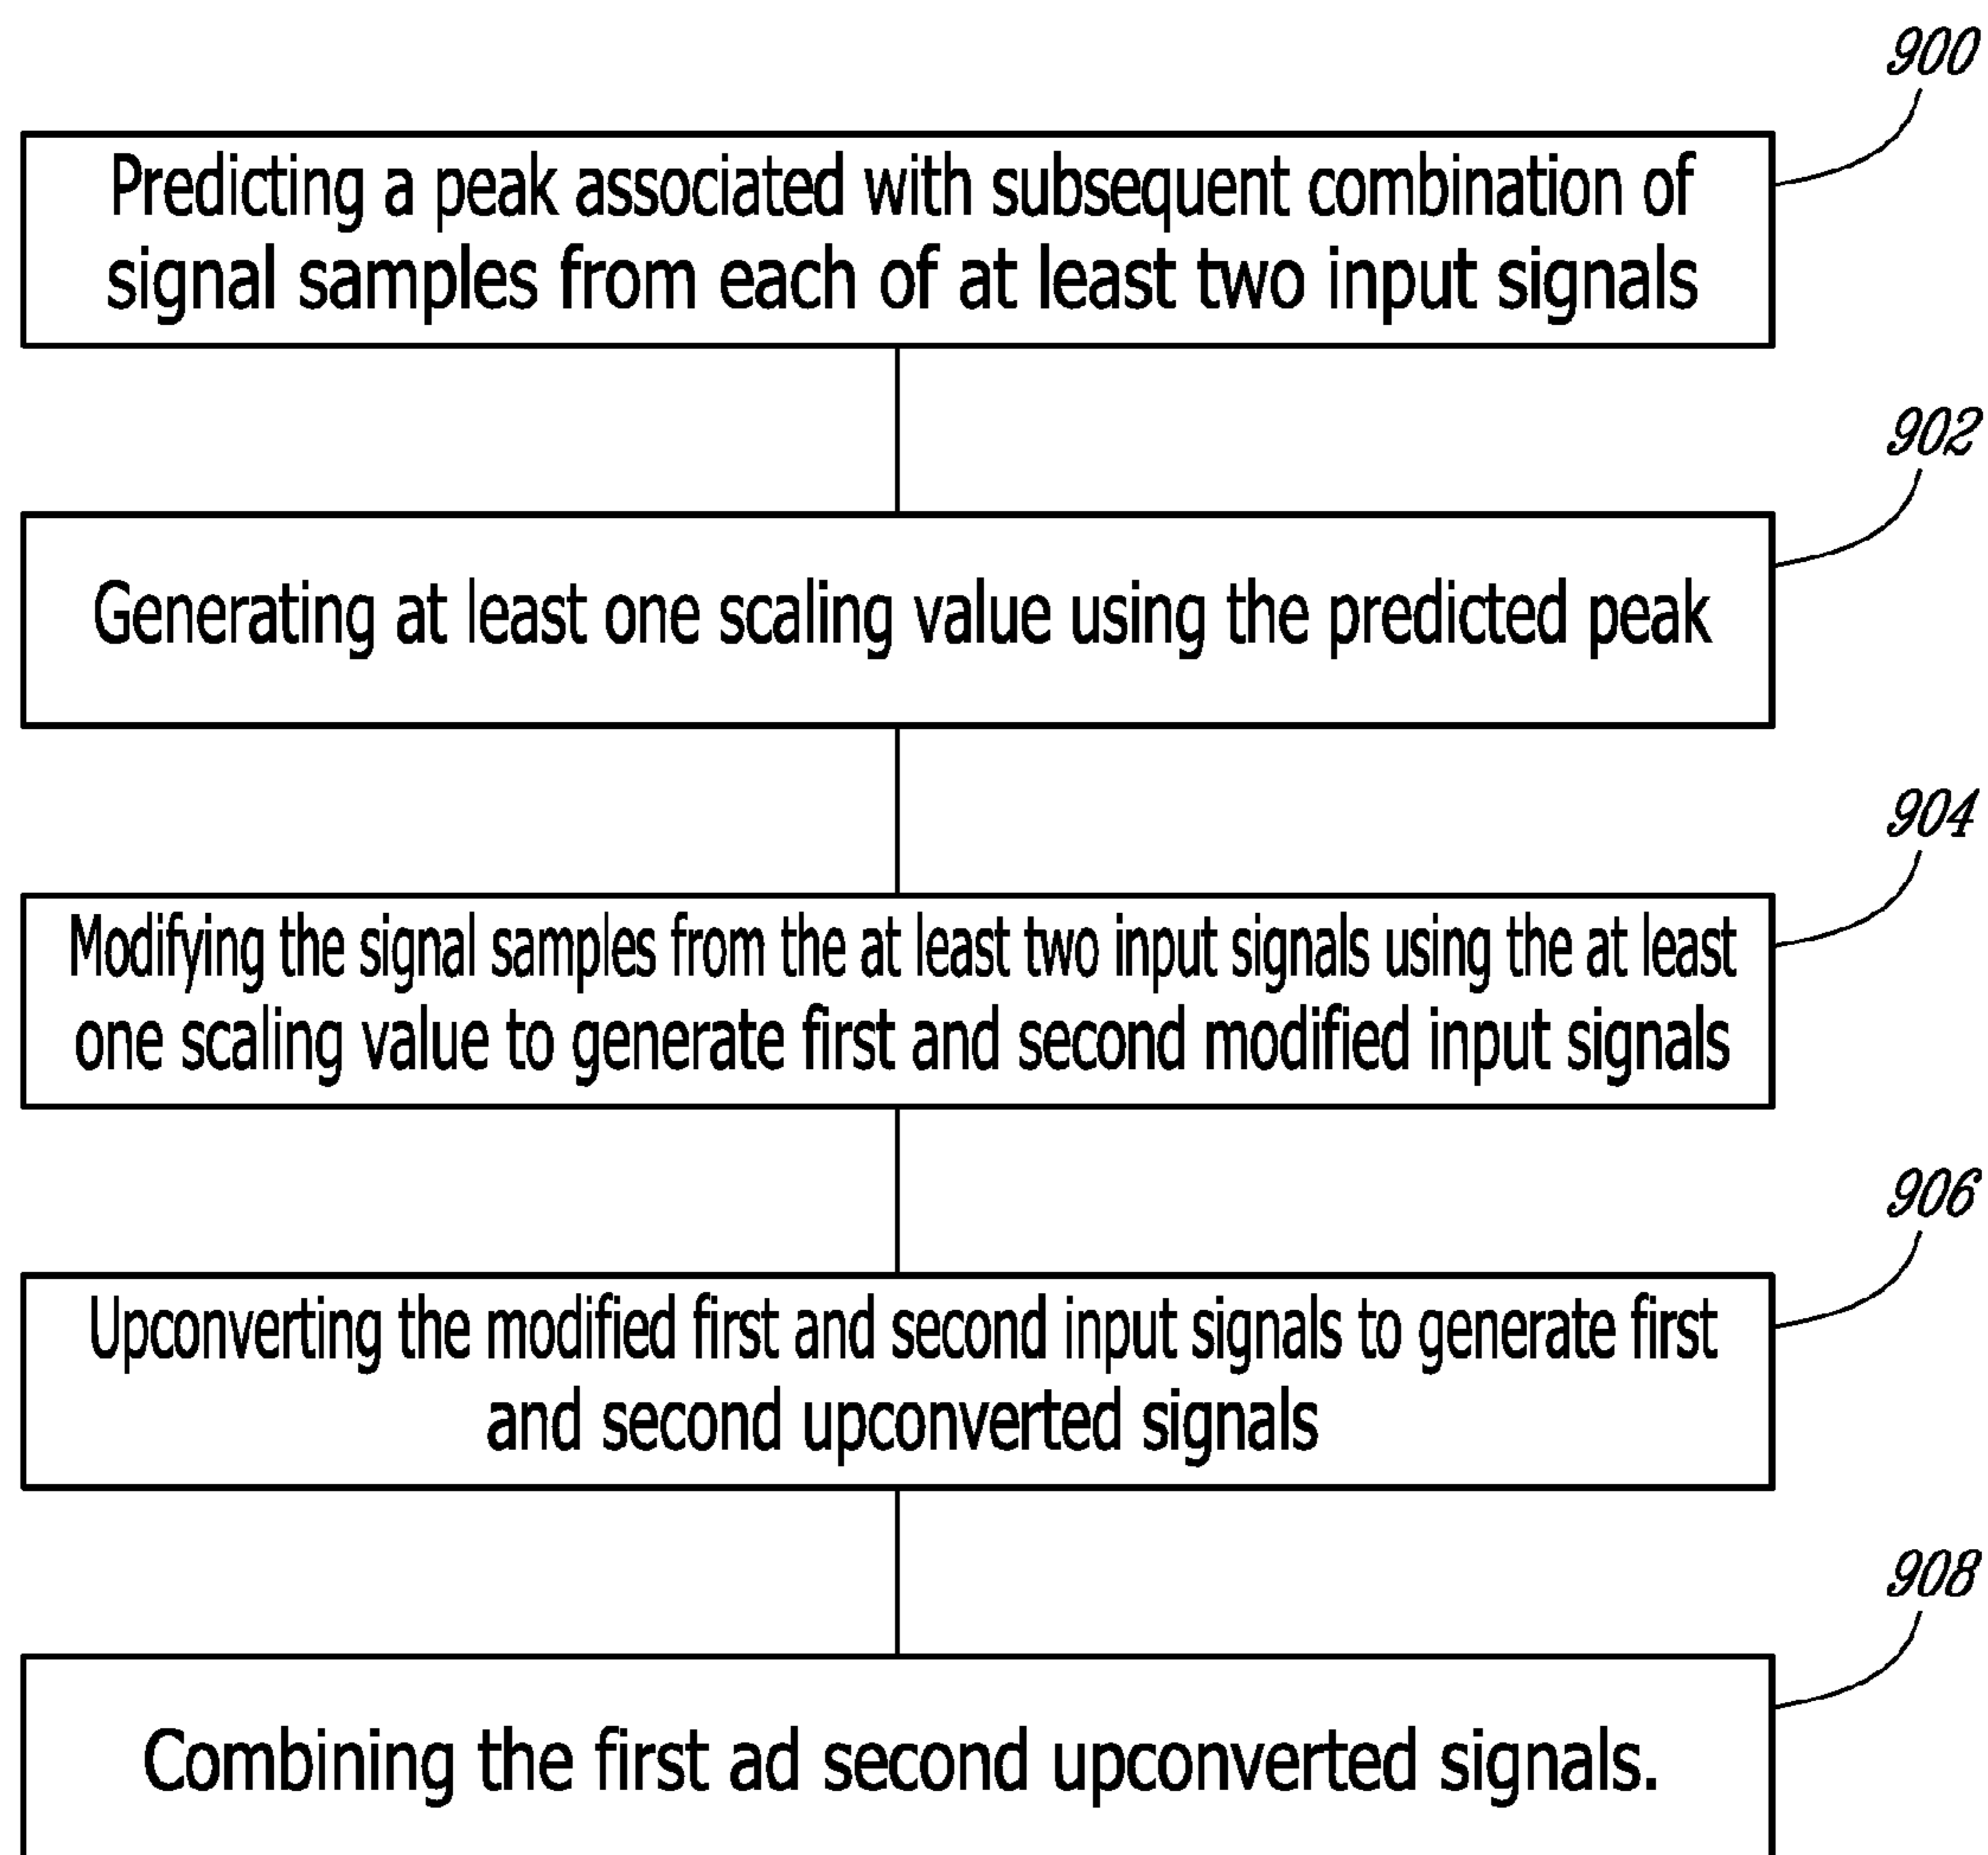 900
Predicting a peak associated with subsequent combination of
signal samples from each of at least two input signals
902
Generating at least one scaling value using the predicted peak
904
Modifying the signal samples from the at least two input signals using the at least
one scaling value to generate first and second modified input signals
906
Upconverting the modified first and second input signals to generate first
and second upconverted signals
908
Combining the first ad second upconverted signals.